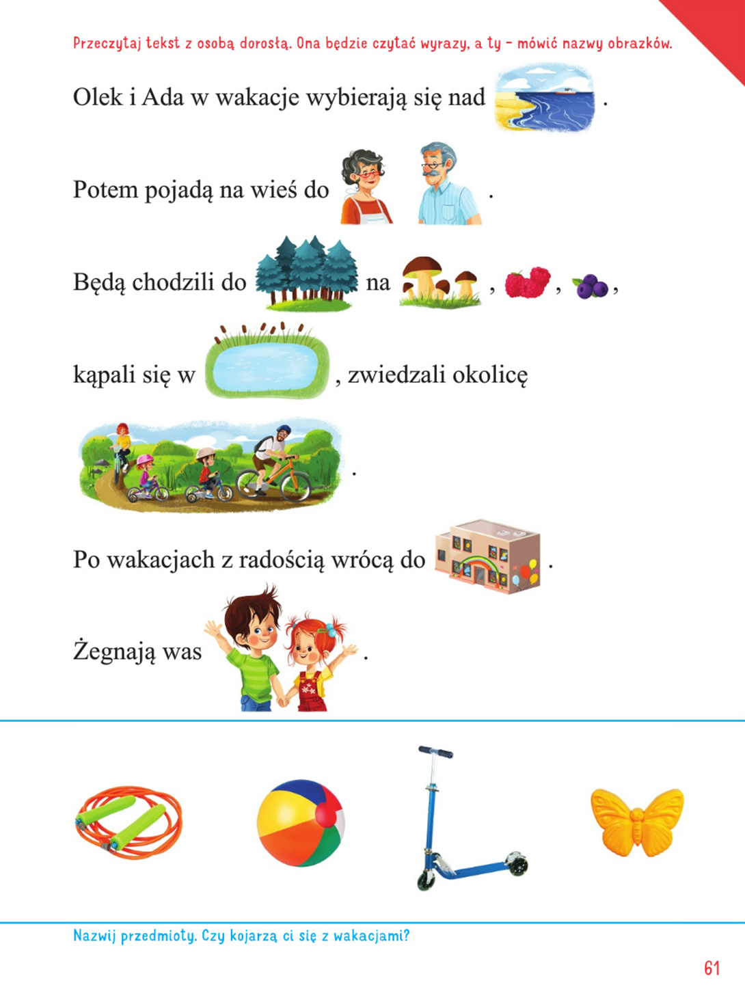 Przeczytaj tekst z osobą dorosłą. Ona będzie czytać wyrazy, a ty – mówić nazwy obrazków.
Olek i Ada w wakacje wybierają się nad .
Potem pojadą na wieś do .
Będą chodzili do na , , ,
kąpali się w , zwiedzali okolicę
.
Po wakacjach z radością wrócą do .
Żegnają was .
Nazwij przedmioty. Czy kojarzą ci się z wakacjami?
61